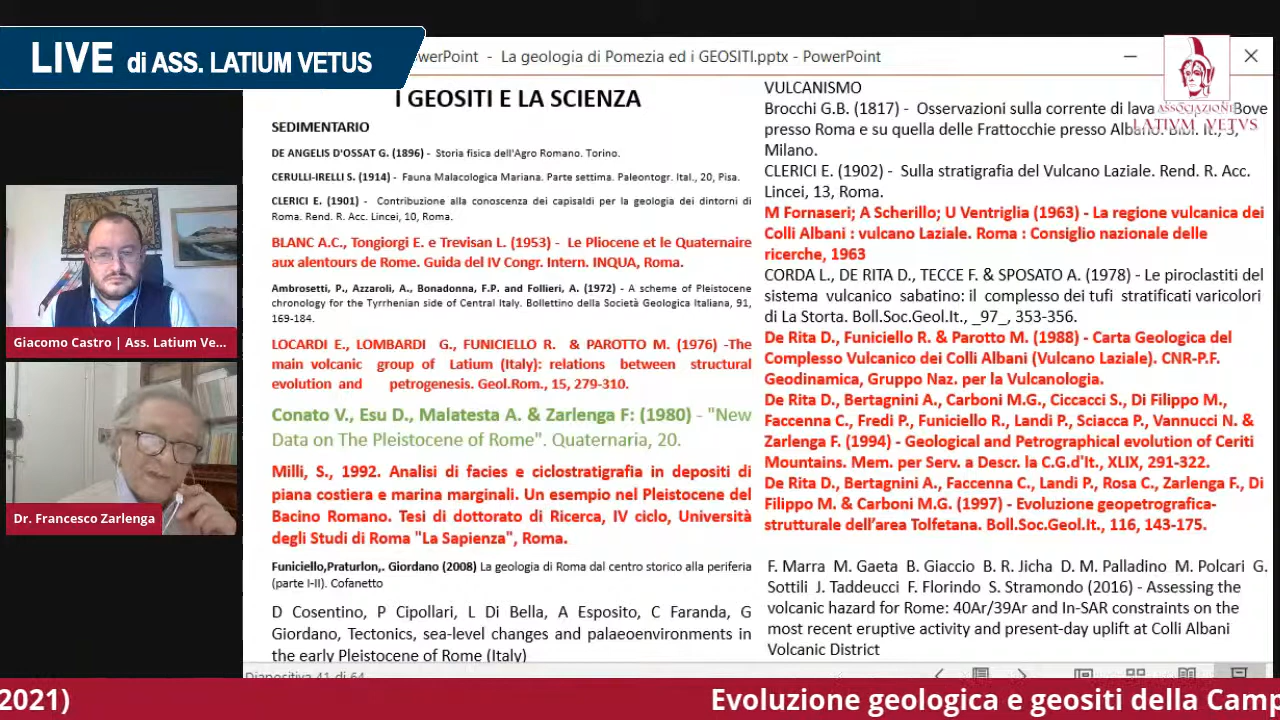 LIVE di ASS. LATIUM VETUS
PowerPoint - La geologia di Pomezia ed i GEOSITI.pptx - PowerPoint
ASSOCIAZIONE
LATIVM VETVS
I GEOSITI E LA SCIENZA
SEDIMENTARIO
DE ANGELIS D'OSSAT G. (1896) - Storia fisica dell'Agro Romano. Torino.
CERULLI-IRELLI S. (1914) - Fauna Malacologica Mariana. Parte settima. Paleontogr. Ital., 20, Pisa.
CLERICI E. (1901) - Contribuzione alla conoscenza dei capisaldi per la geologia dei dintorni di
Roma. Rend. R. Acc. Lincei, 10, Roma.
BLANC A.C., Tongiorgi E. e Trevisan L. (1953) - Le Pliocene et le Quaternaire
aux alentours de Rome. Guida del IV Congr. Intern. INQUA, Roma.
Ambrosetti, P., Azzaroli, A., Bonadonna, F.P. and Follieri, A. (1972) - A scheme of Pleistocene
chronology for the Tyrrhenian side of Central Italy. Bollettino della Società Geologica Italiana, 91,
169-184.
LOCARDI E., LOMBARDI G., FUNICIELLO R. & PAROTTO M. (1976) -The
main volcanic group of Latium (Italy): relations between structural
evolution and petrogenesis. Geol.Rom., 15, 279-310.
Conato V., Esu D., Malatesta A. & Zarlenga F: (1980) - "New
Data on The Pleistocene of Rome". Quaternaria, 20.
Milli, S., 1992. Analisi di facies e ciclostratigrafia in depositi di
piana costiera e marina marginali. Un esempio nel Pleistocene del
Bacino Romano. Tesi di dottorato di Ricerca, IV ciclo, Università
degli Studi di Roma "La Sapienza", Roma.
Funiciello,Praturlon,. Giordano (2008) La geologia di Roma dal centro storico alla periferia
(parte I-II). Cofanetto
D Cosentino, P Cipollari, L Di Bella, A Esposito, C Faranda, G
Giordano, Tectonics, sea-level changes and palaeoenvironments in
the early Pleistocene of Rome (Italy)
VULCANISMO
Brocchi G.B. (1817) - Osservazioni sulla corrente di lava Bove
presso Roma e su quella delle Frattocchie presso Albano. Bibl. It.,
Milano.
CLERICI E. (1902) - Sulla stratigrafia del Vulcano Laziale. Rend. R. Acc.
Lincei, 13, Roma.
M Fornaseri; A Scherillo; U Ventriglia (1963) - La regione vulcanica dei
Colli Albani : vulcano Laziale. Roma : Consiglio nazionale delle
ricerche, 1963
CORDA L., DE RITA D., TECCE F. & SPOSATO A. (1978) - Le piroclastiti del
sistema vulcanico sabatino: il complesso dei tufi stratificati varicolori
di La Storta. Boll.Soc.Geol.It., _97_, 353-356.
De Rita D., Funiciello R. & Parotto M. (1988) - Carta Geologica del
Complesso Vulcanico dei Colli Albani (Vulcano Laziale). CNR-P.F.
Geodinamica, Gruppo Naz. per la Vulcanologia.
De Rita D., Bertagnini A., Carboni M.G., Ciccacci S., Di Filippo M.,
Faccenna C., Fredi P., Funiciello R., Landi P., Sciacca P., Vannucci N. &
Zarlenga F. (1994) - Geological and Petrographical evolution of Ceriti
Mountains. Mem. per Serv. a Descr. la C.G.d'It., XLIX, 291-322.
De Rita D., Bertagnini A., Faccenna C., Landi P., Rosa C., Zarlenga F., Di
Filippo M. & Carboni M.G. (1997) - Evoluzione geopetrografica-
strutturale dell'area Tolfetana. Boll.Soc.Geol.It., 116, 143-175.
F. Marra M. Gaeta B. Giaccio B. R. Jicha D. M. Palladino M. Polcari G.
Sottili J. Taddeucci F. Florindo S. Stramondo (2016) - Assessing the
volcanic hazard for Rome: 40Ar/39Ar and In-SAR constraints on the
most recent eruptive activity and present-day uplift at Colli Albani
Volcanic District
Giacomo Castro | Ass. Latium Ve...
Dr. Francesco Zarlenga
Diapositiva 41 di 64
2021) Evoluzione geologica e geositi della Camp